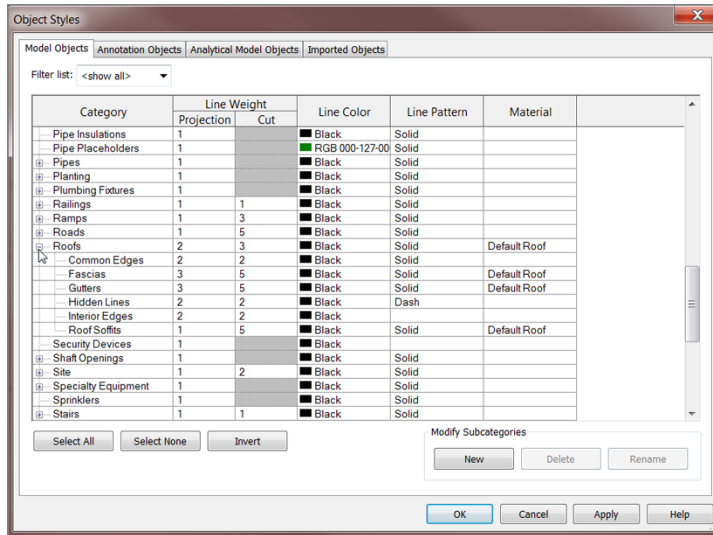 Object Styles
Model Objects Annotation Objects Analytical Model Objects Imported Objects
Filter list: <show all>
Category Line Weight Line Color Line Pattern Material
Projection Cut
Pipe Insulations 1 Black Solid
Pipe Placeholders 1 RGB 000-127-00 Solid
Pipes 1 Black Solid
Planting 1 Black Solid
Plumbing Fixtures 1 Black Solid
Railings 1 1 Black Solid
Ramps 1 3 Black Solid
Roads 1 5 Black Solid
Roofs 2 3 Black Solid Default Roof
Common Edges 2 2 Black Solid
Fascias 3 5 Black Solid Default Roof
Gutters 3 5 Black Solid Default Roof
Hidden Lines 2 2 Black Dash
Interior Edges 2 2 Black
Roof Soffits 1 5 Black Solid Default Roof
Security Devices 1 Black
Shaft Openings 1 Black Solid
Site 1 2 Black Solid
Specialty Equipment 1 Black Solid
Sprinklers 1 Black Solid
Stairs 1 1 Black Solid
Select All Select None Invert
Modify Subcategories
New Delete Rename
OK Cancel Apply Help